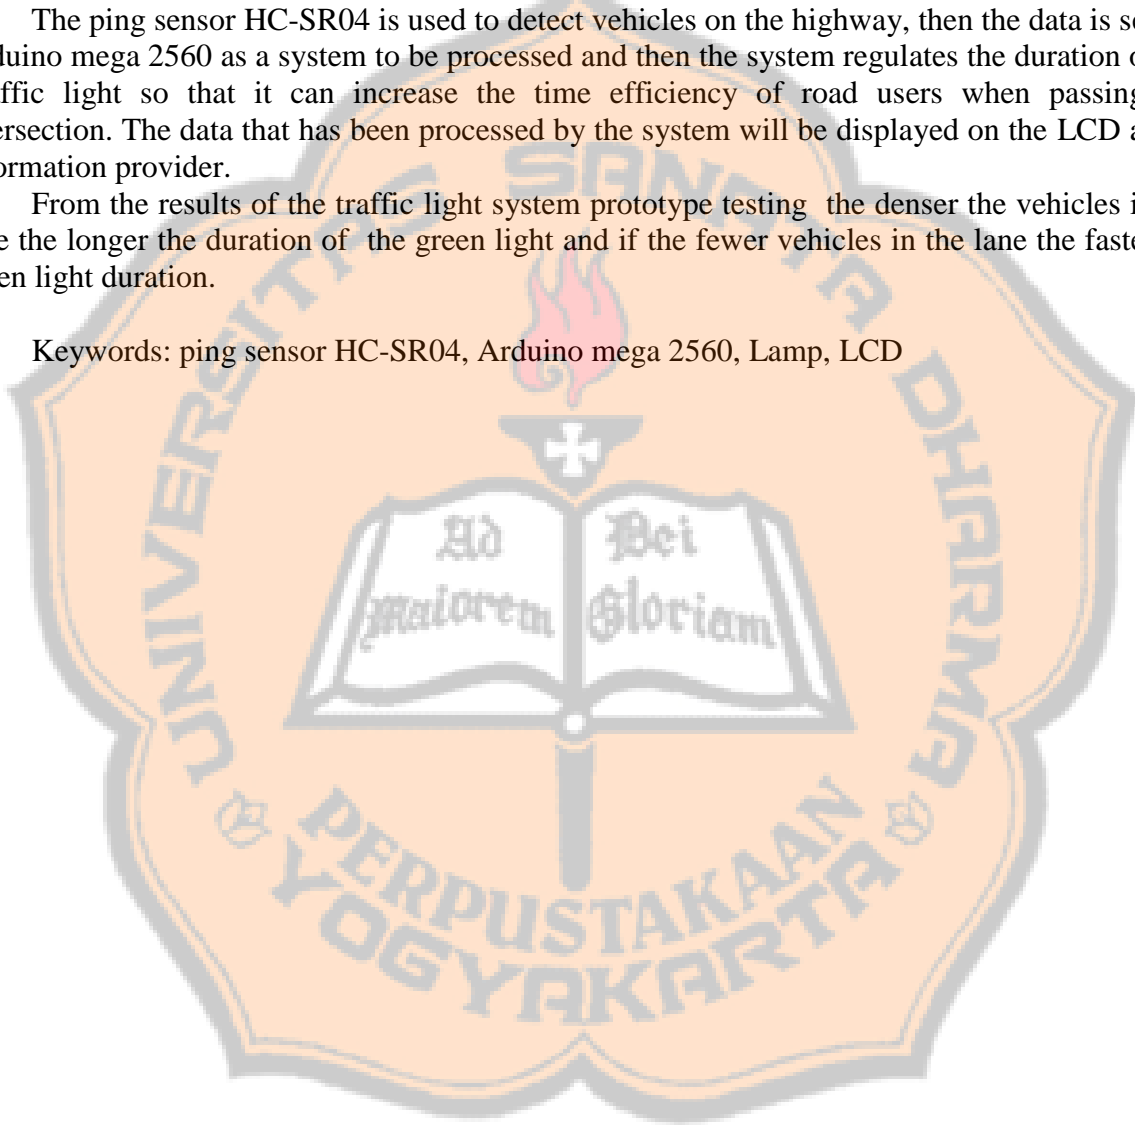 The ping sensor HC-SR04 is used to detect vehicles on the highway, then the data is se
duino mega 2560 as a system to be processed and then the system regulates the duration o
ffic light so that it can increase the time efficiency of road users when passing
ersection. The data that has been processed by the system will be displayed on the LCD a
ormation provider.
From the results of the traffic light system prototype testing the denser the vehicles i
e the longer the duration of the green light and if the fewer vehicles in the lane the faste
en light duration.
Keywords: ping sensor HC-SR04, Arduino mega 2560, Lamp, LCD
UNIVERSITAS SANATA DHARMA
Ad Dei
maiorem Gloriam
PERPUSTAKAAN
YOGYAKARTA